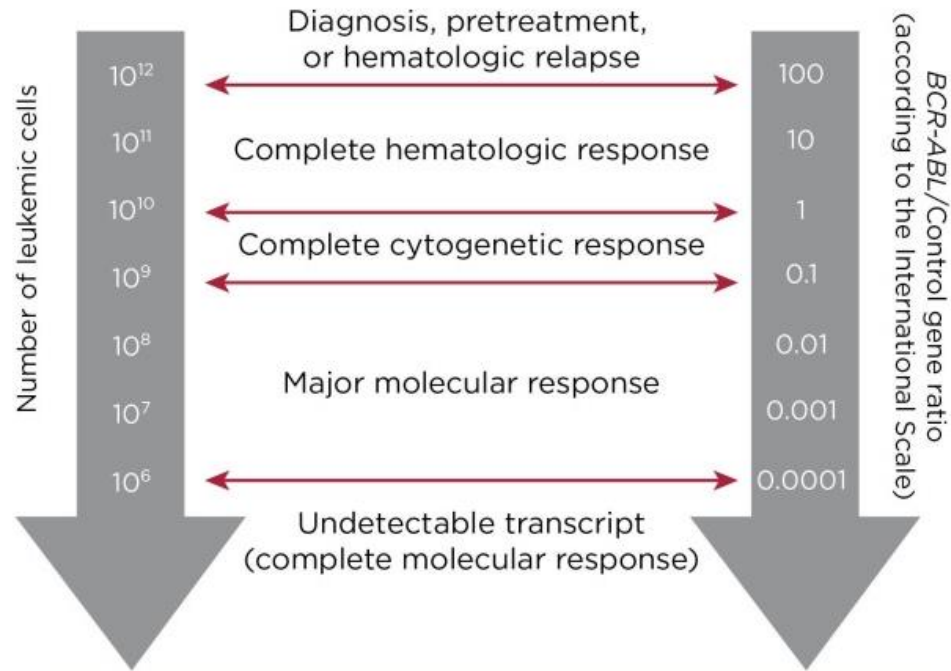 Diagnosis, pretreatment,
or hematologic relapse
Number of leukemic cells
10¹²
10¹¹
10¹⁰
10⁹
10⁸
10⁷
10⁶
Complete hematologic response
Complete cytogenetic response
Major molecular response
Undetectable transcript
(complete molecular response)
100
10
1
0.1
0.01
0.001
0.0001
BCR-ABL/Control gene ratio
(according to the International Scale)